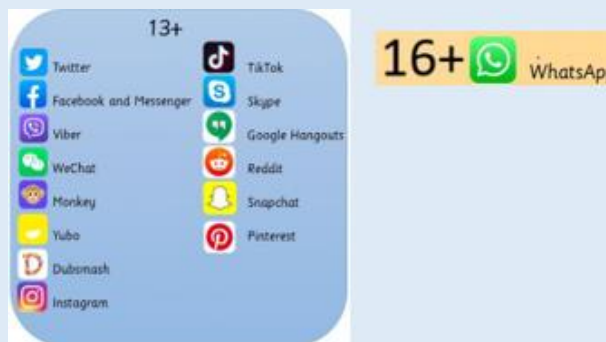 13+
Twitter
Facebook and Messenger
Viber
WeChat
Monkey
Yubo
Dubsmash
Instagram
TikTok
Skype
Google Hangouts
Reddit
Snapchat
Pinterest
16+
WhatsAp